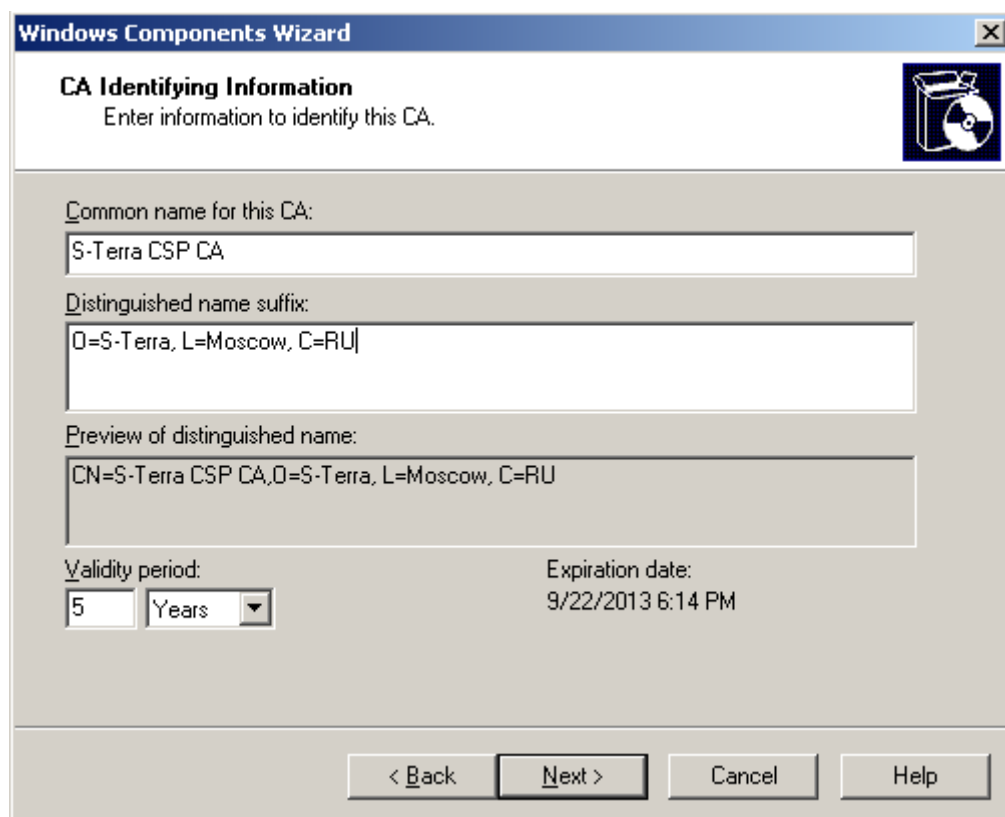 Windows Components Wizard
CA Identifying Information
Enter information to identify this CA.
Common name for this CA:
S-Terra CSP CA
Distinguished name suffix:
O=S-Terra, L=Moscow, C=RU
Preview of distinguished name:
CN=S-Terra CSP CA,O=S-Terra, L=Moscow, C=RU
Validity period:
5 Years
Expiration date:
9/22/2013 6:14 PM
< Back Next > Cancel Help